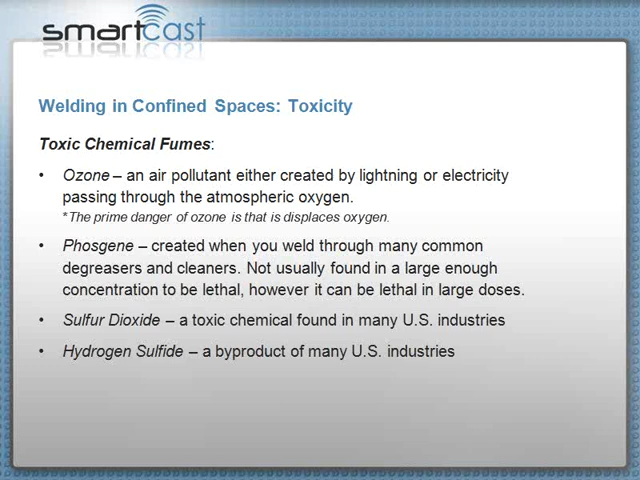 smartcast
Welding in Confined Spaces: Toxicity
Toxic Chemical Fumes:
• Ozone – an air pollutant either created by lightning or electricity
passing through the atmospheric oxygen.
*The prime danger of ozone is that is displaces oxygen.
• Phosgene – created when you weld through many common
degreasers and cleaners. Not usually found in a large enough
concentration to be lethal, however it can be lethal in large doses.
• Sulfur Dioxide – a toxic chemical found in many U.S. industries
• Hydrogen Sulfide – a byproduct of many U.S. industries